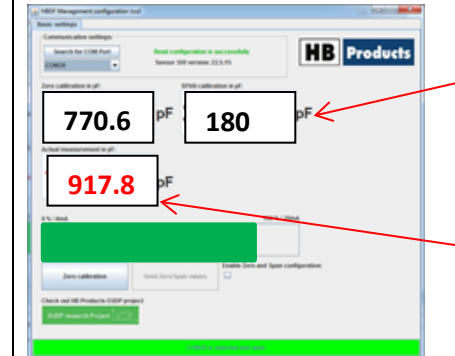 HBDF Management configuration tool
Basic settings
Communication settings:
Search for COM Port
Read configuration is successfully
Sensor SW version: 22.5.15
HB Products
Zero calibration in pF:
SPAN calibration in pF:
770.6 pF
180 pF
Actual measurement in pF:
917.8 pF
0 % / 4mA
100 % / 20mA
Enable Zero and Span configuration:
Zero calibration
Send Zero/Span values
Check out HB Products EUDP project
EUDP research Project